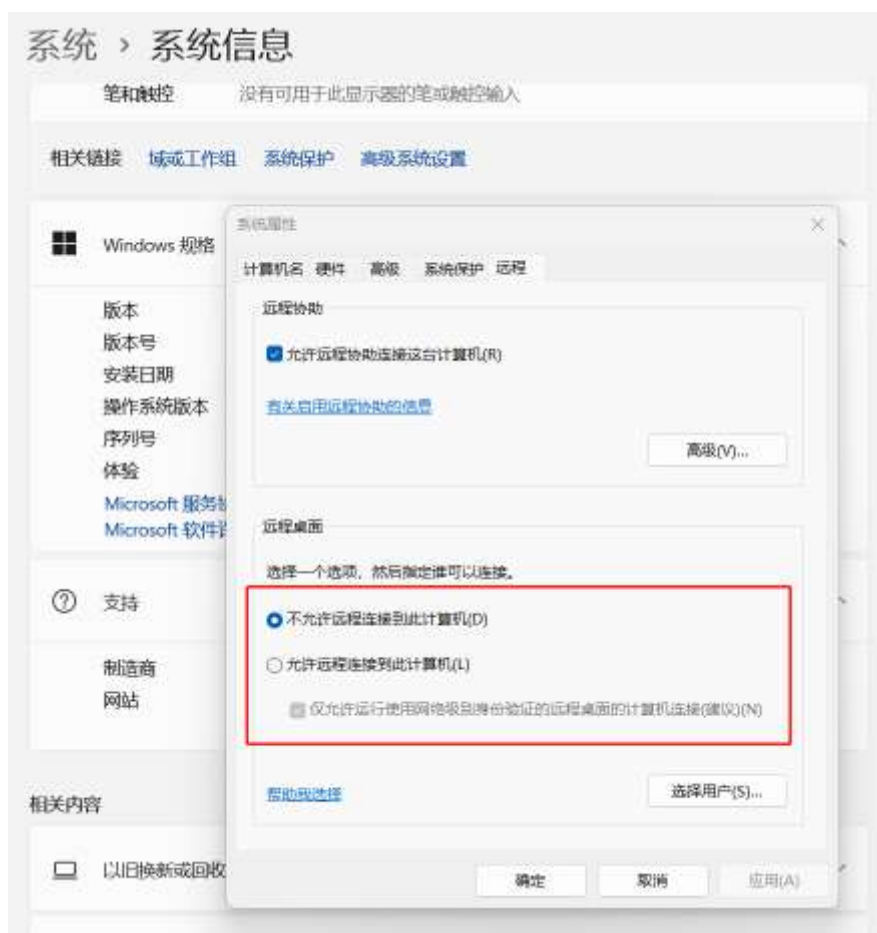 系统 › 系统信息
笔和触控 没有可用于此显示器的笔或触控输入
相关链接 域或工作组 系统保护 高级系统设置
系统属性
Windows 规格
计算机名 硬件 高级 系统保护 远程
版本
远程协助
版本号
允许远程协助连接这台计算机(R)
安装日期
操作系统版本
有关启用远程协助的信息
序列号
高级(V)...
体验
Microsoft 服务协
Microsoft 软件许
远程桌面
选择一个选项，然后指定谁可以连接。
支持
不允许远程连接到此计算机(D)
允许远程连接到此计算机(L)
制造商
网站
仅允许运行使用网络级别身份验证的远程桌面的计算机连接(建议)(N)
帮助我选择
选择用户(S)...
相关内容
以旧换新或回收
确定 取消 应用(A)